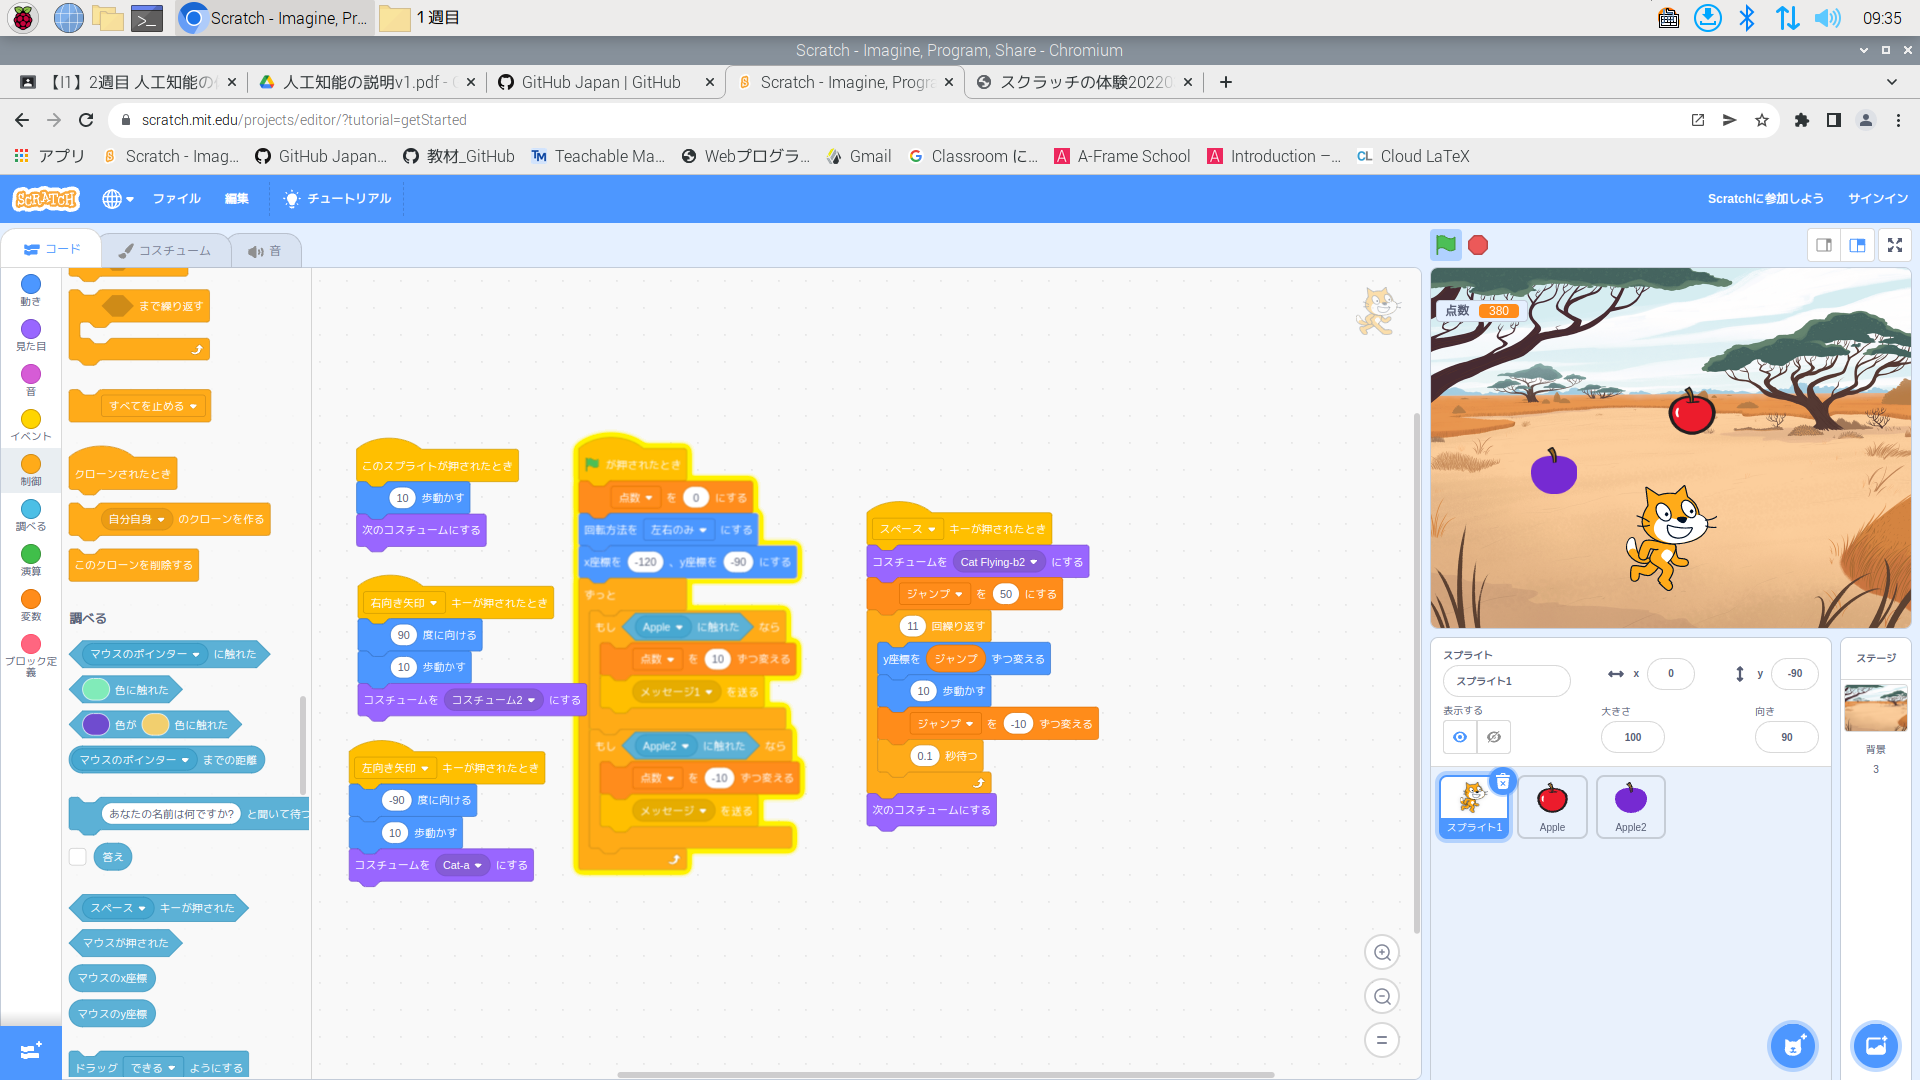 Scratch - Imagine, Pr...
１週目
09:35
Scratch - Imagine, Program, Share - Chromium
【I1】2週目 人工知能の
人工知能の説明v1.pdf -
GitHub Japan | GitHub
Scratch - Imagine, Progra
スクラッチの体験20220
scratch.mit.edu/projects/editor/?tutorial=getStarted
アプリ
Scratch - Imag...
GitHub Japan...
教材_GitHub
Teachable Ma...
Webプログラ...
Gmail
Classroom に...
A-Frame School
Introduction –...
Cloud LaTeX
SCRATCH
ファイル
編集
チュートリアル
Scratchに参加しよう
サインイン
コード
コスチューム
音
動き
見た目
音
イベント
制御
調べる
演算
変数
ブロック定義
まで繰り返す
すべてを止める
クローンされたとき
自分自身 のクローンを作る
このクローンを削除する
調べる
マウスのポインター に触れた
色に触れた
色が 色に触れた
マウスのポインター までの距離
あなたの名前は何ですか? と聞いて待つ
答え
スペース キーが押された
マウスが押された
マウスのx座標
マウスのy座標
ドラッグ できる ようにする
このスプライトが押されたとき
10 歩動かす
次のコスチュームにする
右向き矢印 キーが押されたとき
90 度に向ける
10 歩動かす
コスチュームを コスチューム2 にする
左向き矢印 キーが押されたとき
-90 度に向ける
10 歩動かす
コスチュームを Cat-a にする
が押されたとき
点数 を 0 にする
回転方法を 左右のみ にする
x座標を -120 、y座標を -90 にする
ずっと
もし Apple に触れた なら
点数 を 10 ずつ変える
メッセージ1 を送る
もし Apple2 に触れた なら
点数 を -10 ずつ変える
メッセージ を送る
スペース キーが押されたとき
コスチュームを Cat Flying-b2 にする
ジャンプ を 50 にする
11 回繰り返す
y座標を ジャンプ ずつ変える
10 歩動かす
ジャンプ を -10 ずつ変える
0.1 秒待つ
次のコスチュームにする
点数 380
スプライト
スプライト1
x 0
y -90
表示する
大きさ
100
向き
90
スプライト1
Apple
Apple2
ステージ
背景
3